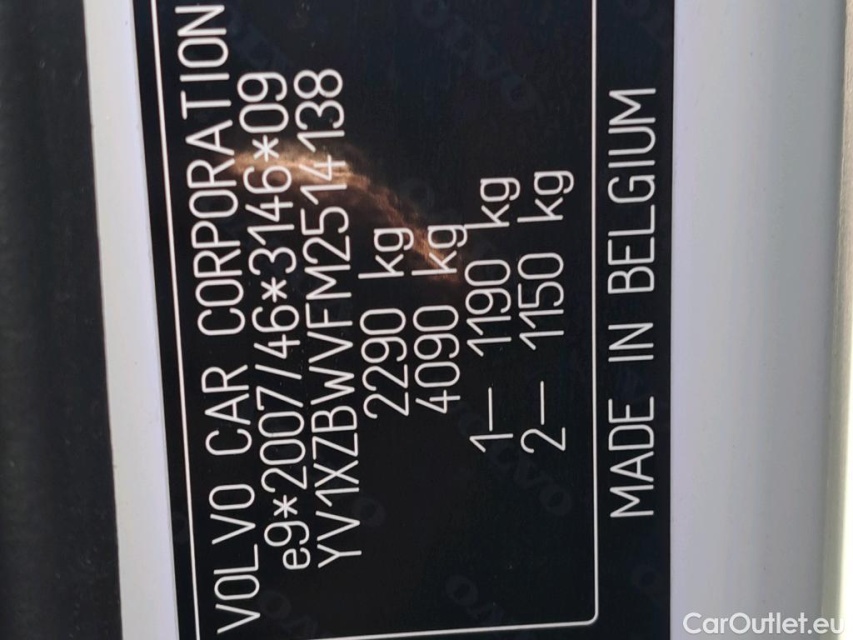 VOLVO CAR CORPORATION
e9*2007/46*3146*09
YV1XZBWVFM2514138
2290 kg
4090 kg
1— 1190 kg
2— 1150 kg
MADE IN BELGIUM
CarOutlet.eu